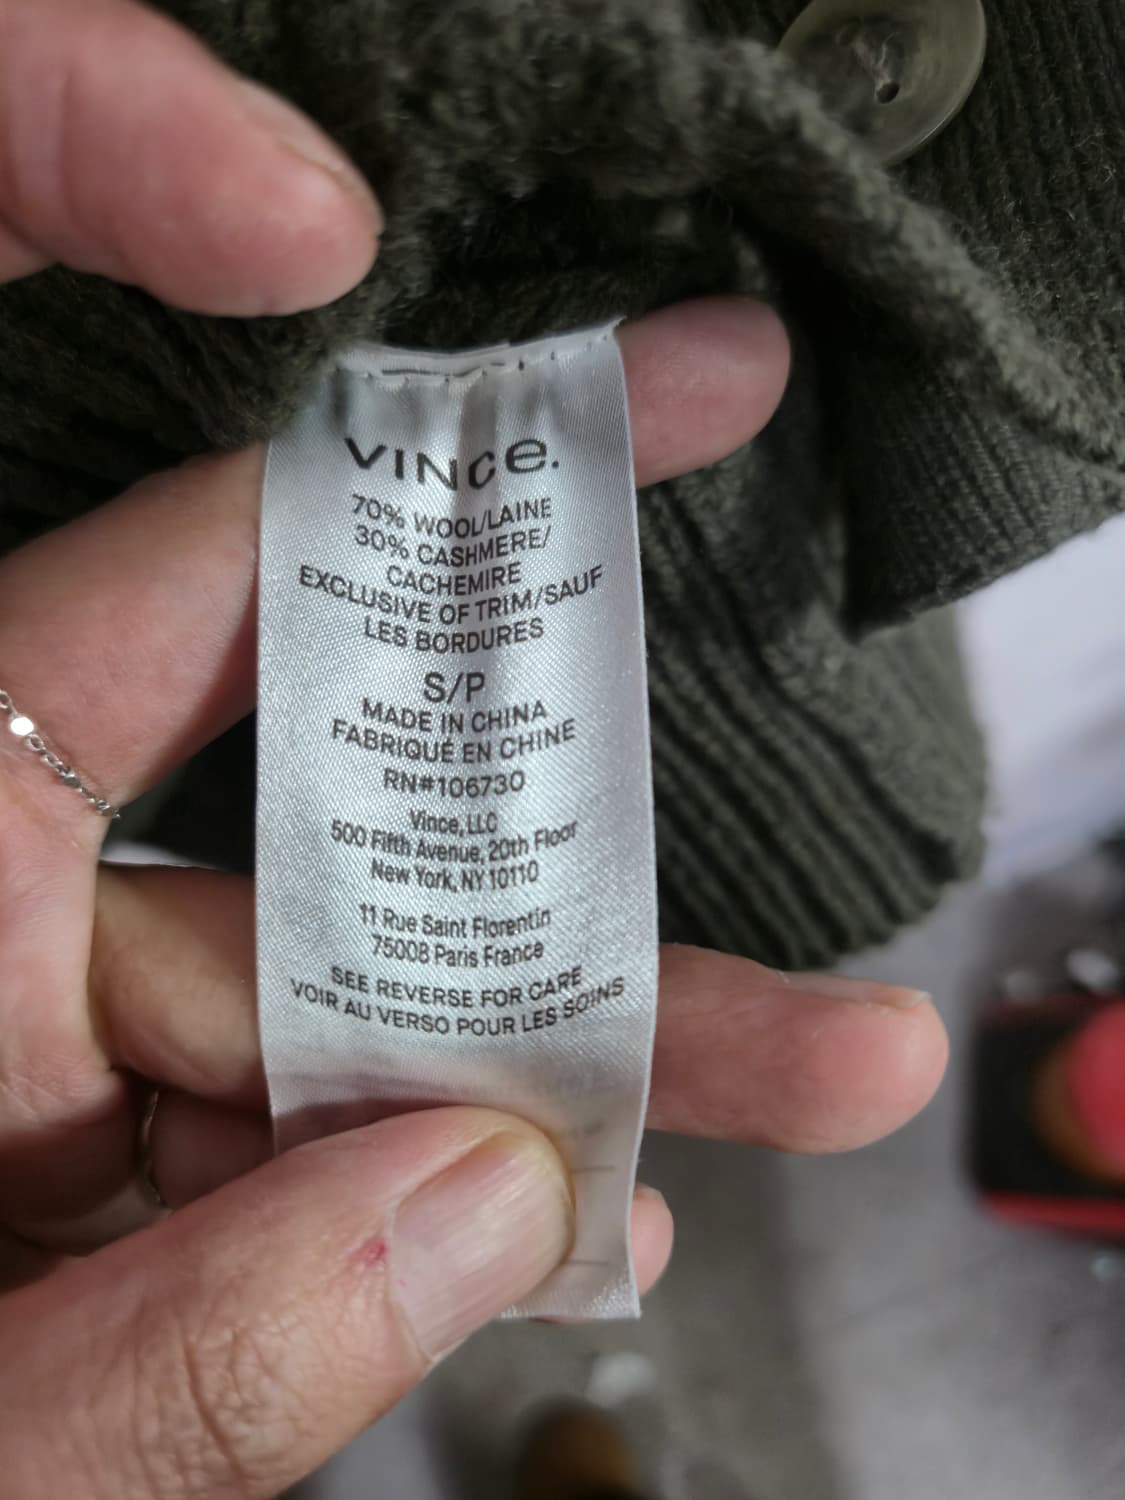 VINCE.
70% WOOL/LAINE
30% CASHMERE/
CACHEMIRE
EXCLUSIVE OF TRIM/SAUF
LES BORDURES
S/P
MADE IN CHINA
FABRIQUÉ EN CHINE
RN#106730
Vince, LLC
500 Fifth Avenue, 20th Floor
New York, NY 10110
11 Rue Saint Florentin
75008 Paris France
SEE REVERSE FOR CARE
VOIR AU VERSO POUR LES SOINS